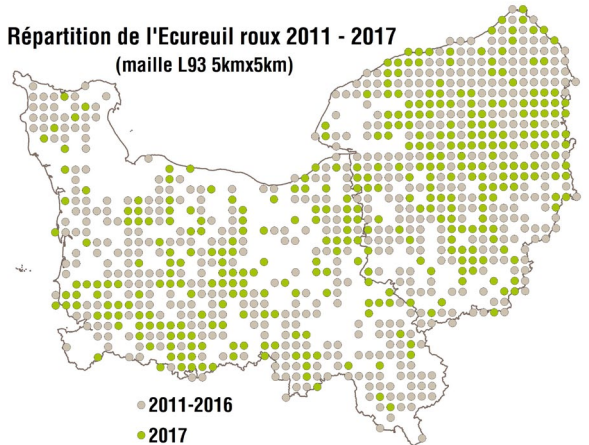 Répartition de l'Ecureuil roux 2011 - 2017
(maille L93 5kmx5km)
2011-2016
2017